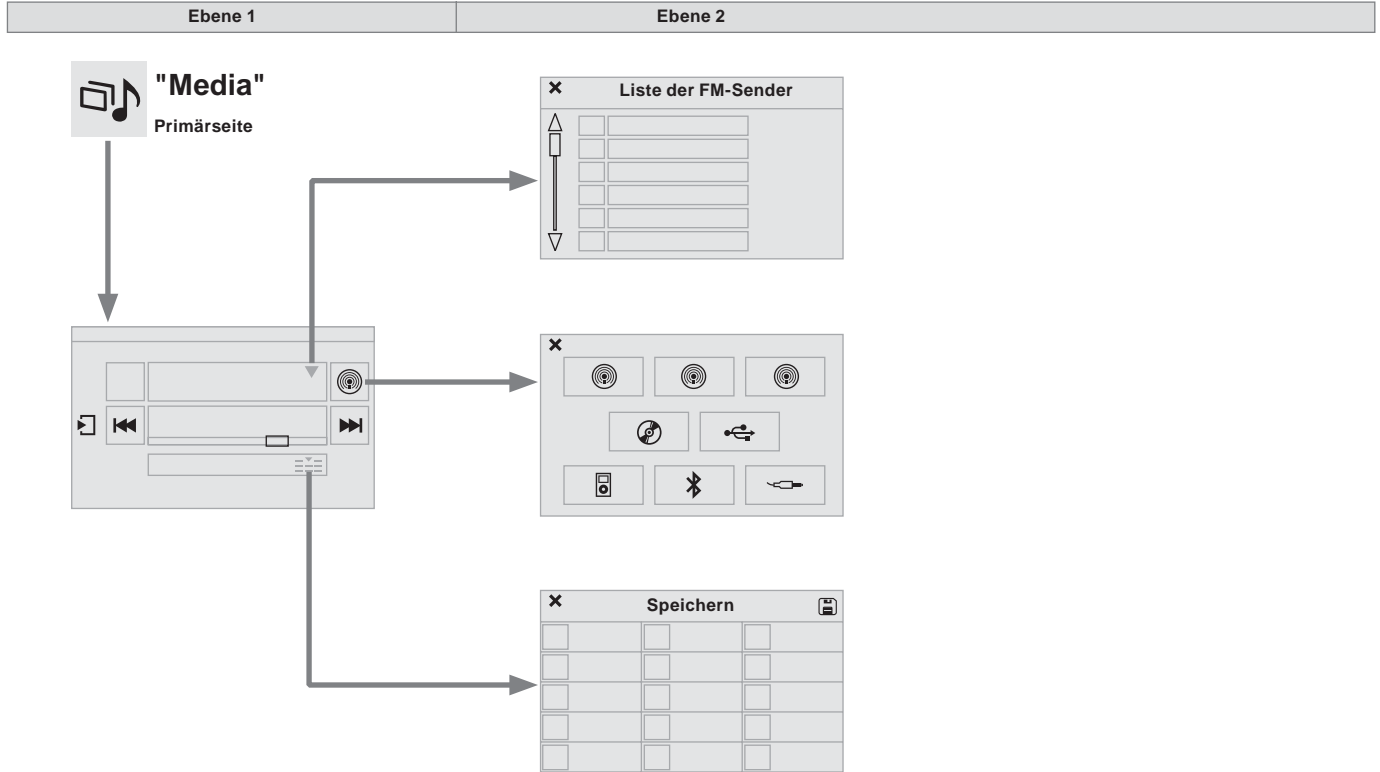 Ebene 1 Ebene 2
"Media"
Primärseite
Liste der FM-Sender
Speichern